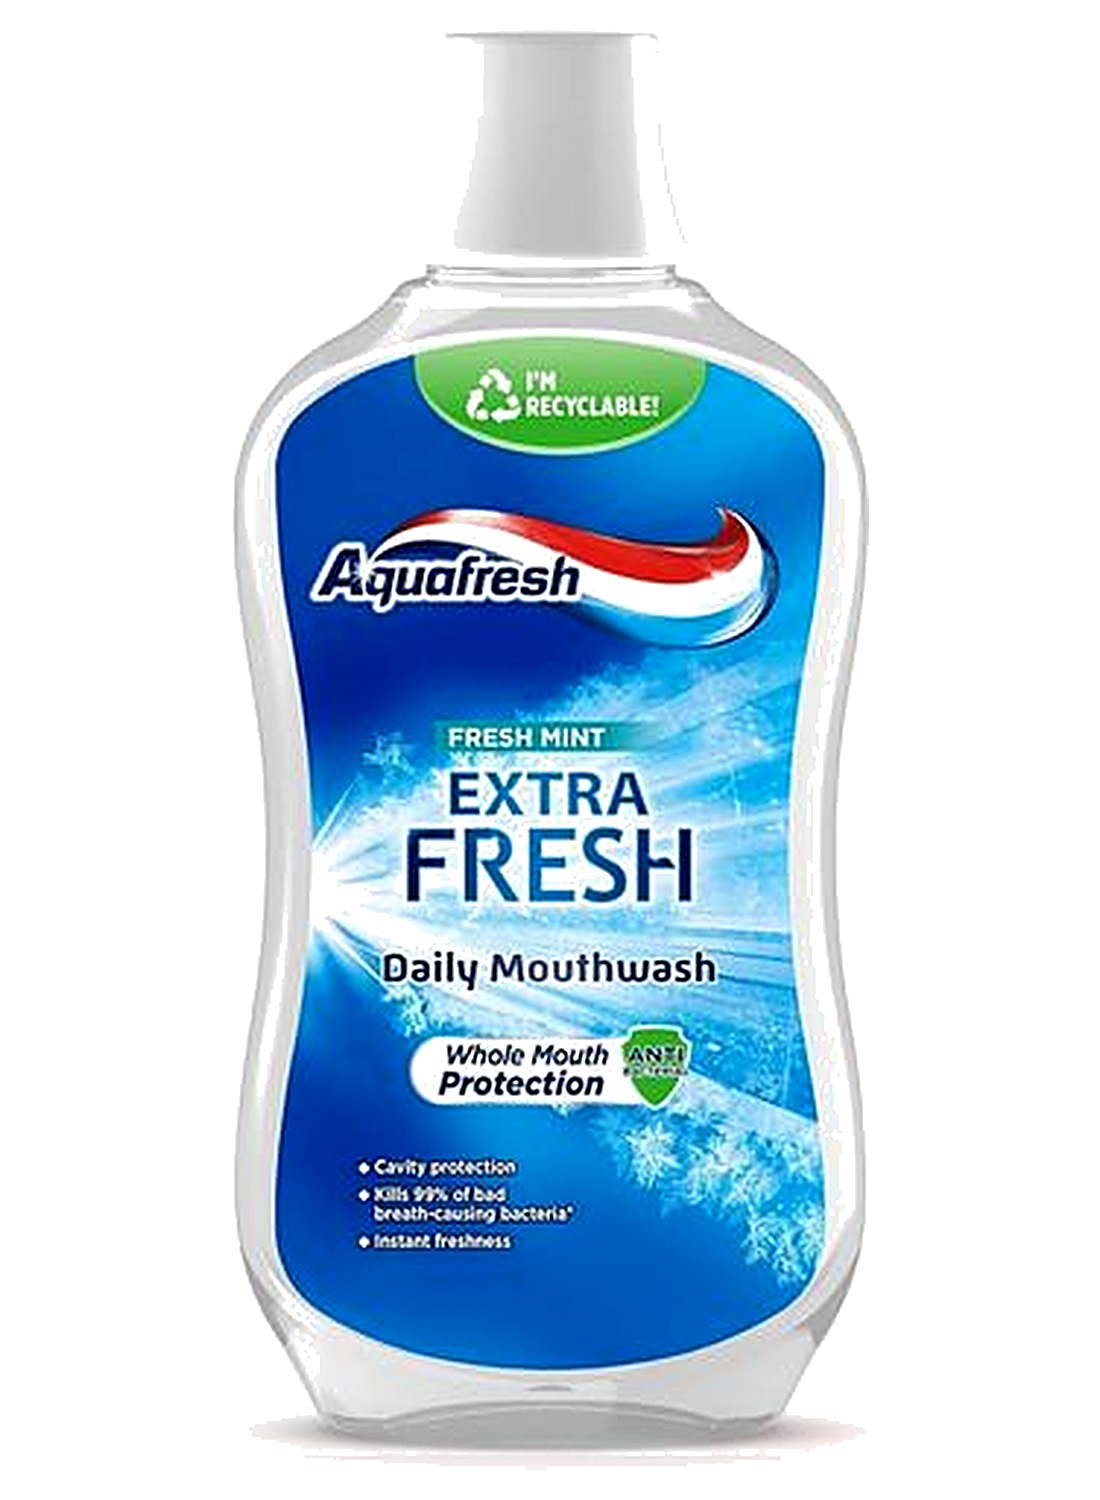 I'M
RECYCLABLE!
Aquafresh
FRESH MINT
EXTRA
FRESH
Daily Mouthwash
Whole Mouth
Protection
ANTI
BACTERIAL
◆ Cavity protection
◆ Kills 99% of bad
breath-causing bacteria*
◆ Instant freshness